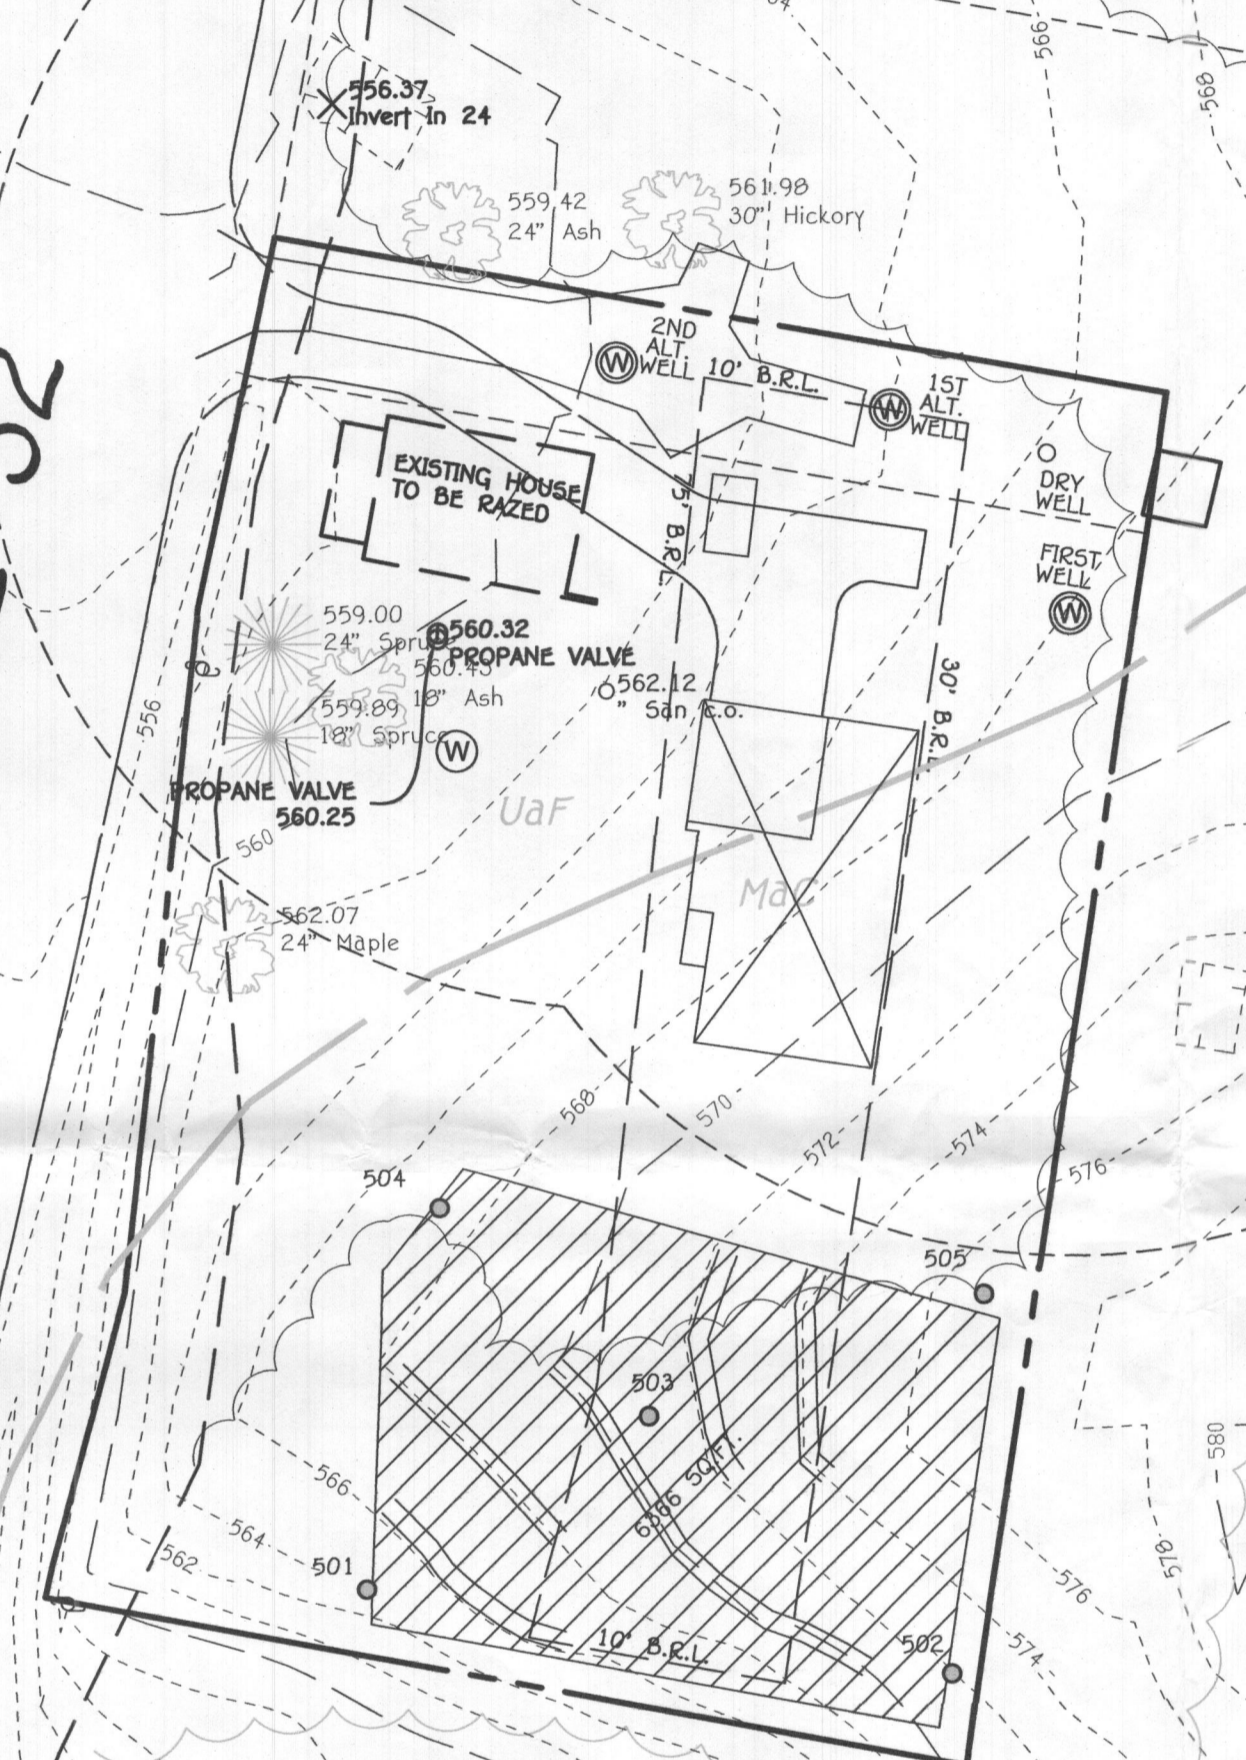 566
568
556.37
Invert In 24
559.42
24" Ash
561.98
30" Hickory
2ND
ALT.
WELL
W
10' B.R.L.
1ST
ALT.
WELL
W
EXISTING HOUSE
TO BE RAZED
DRY
WELL
B.R.L.
FIRST
WELL
W
559.00
24" Spruce
560.32
PROPANE VALVE
560.43
18" Ash
562.12
" San c.o.
30' B.R.L.
559.89
18" Spruce
W
556
PROPANE VALVE
560.25
UaF
560
MaC
562.07
24" Maple
568
570
572
574
576
504
505
503
6566 SQ.FT.
580
566
564
562
501
578
576
10' B.R.L.
502
574